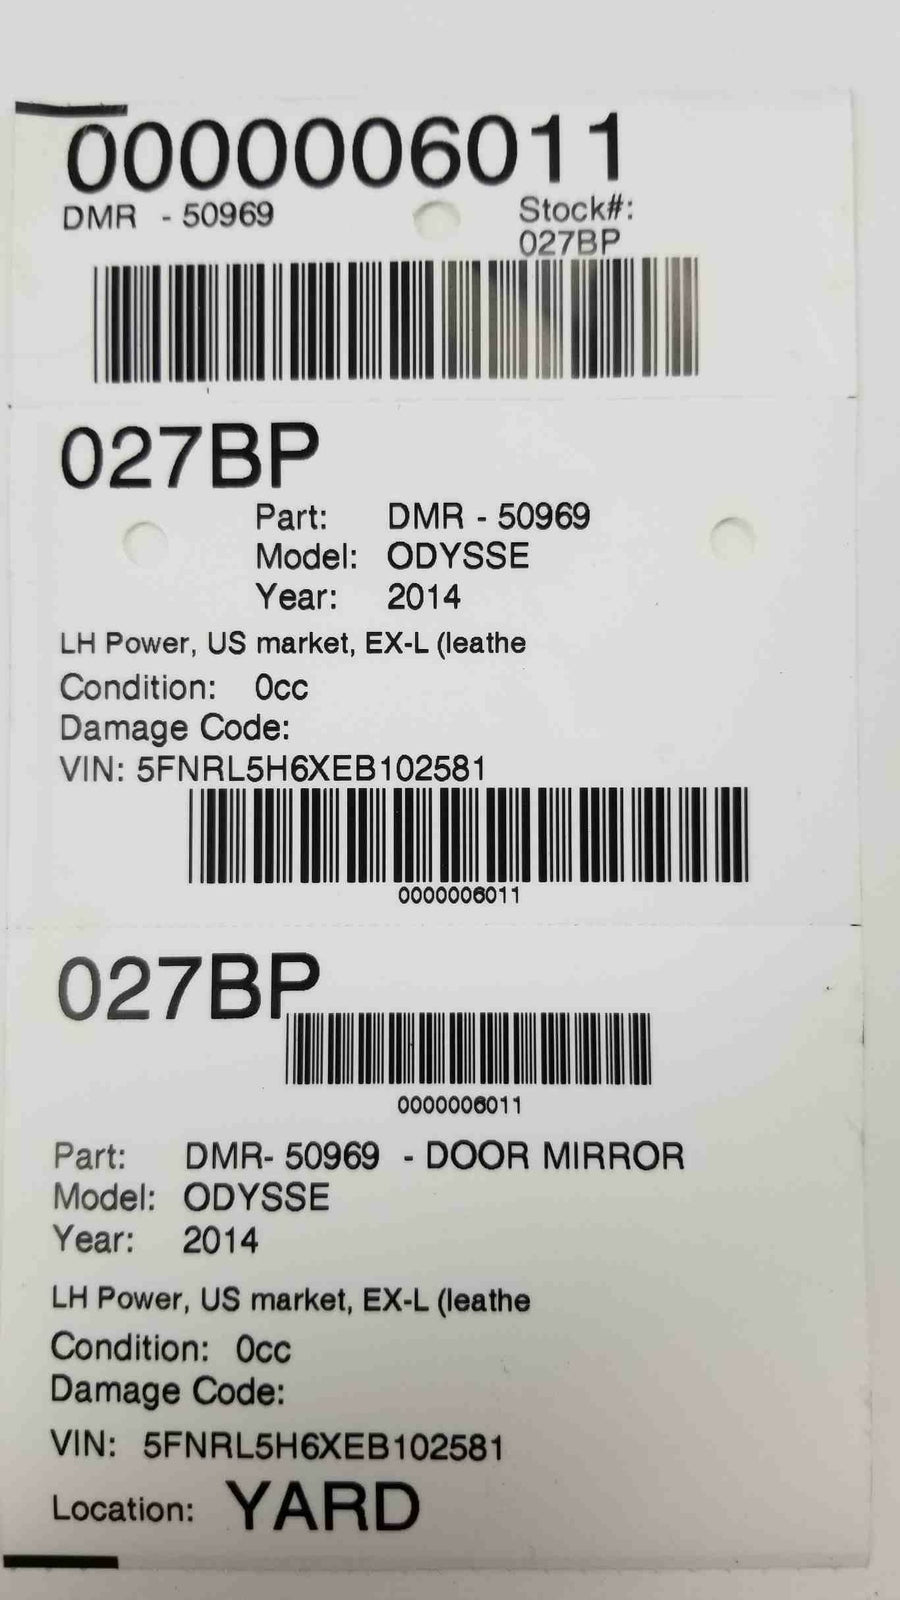 0000006011
DMR - 50969 Stock#:
027BP
027BP
Part: DMR - 50969
Model: ODYSSE
Year: 2014
LH Power, US market, EX-L (leathe
Condition: 0cc
Damage Code:
VIN: 5FNRL5H6XEB102581
0000006011
027BP
0000006011
Part: DMR- 50969 - DOOR MIRROR
Model: ODYSSE
Year: 2014
LH Power, US market, EX-L (leathe
Condition: 0cc
Damage Code:
VIN: 5FNRL5H6XEB102581
Location: YARD